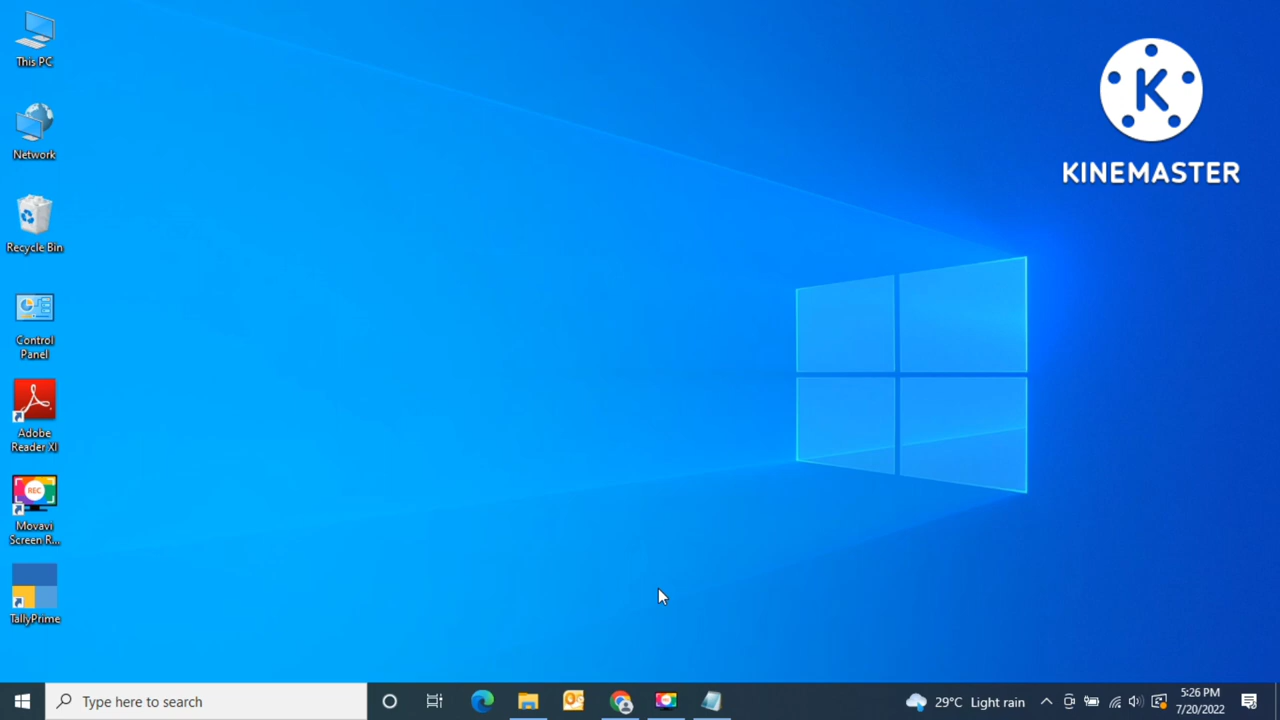 This PC
Network
Recycle Bin
Control
Panel
Adobe
Reader XI
REC
Movavi
Screen R...
TallyPrime
K
KINEMASTER
Type here to search
29°C Light rain
5:26 PM
7/20/2022